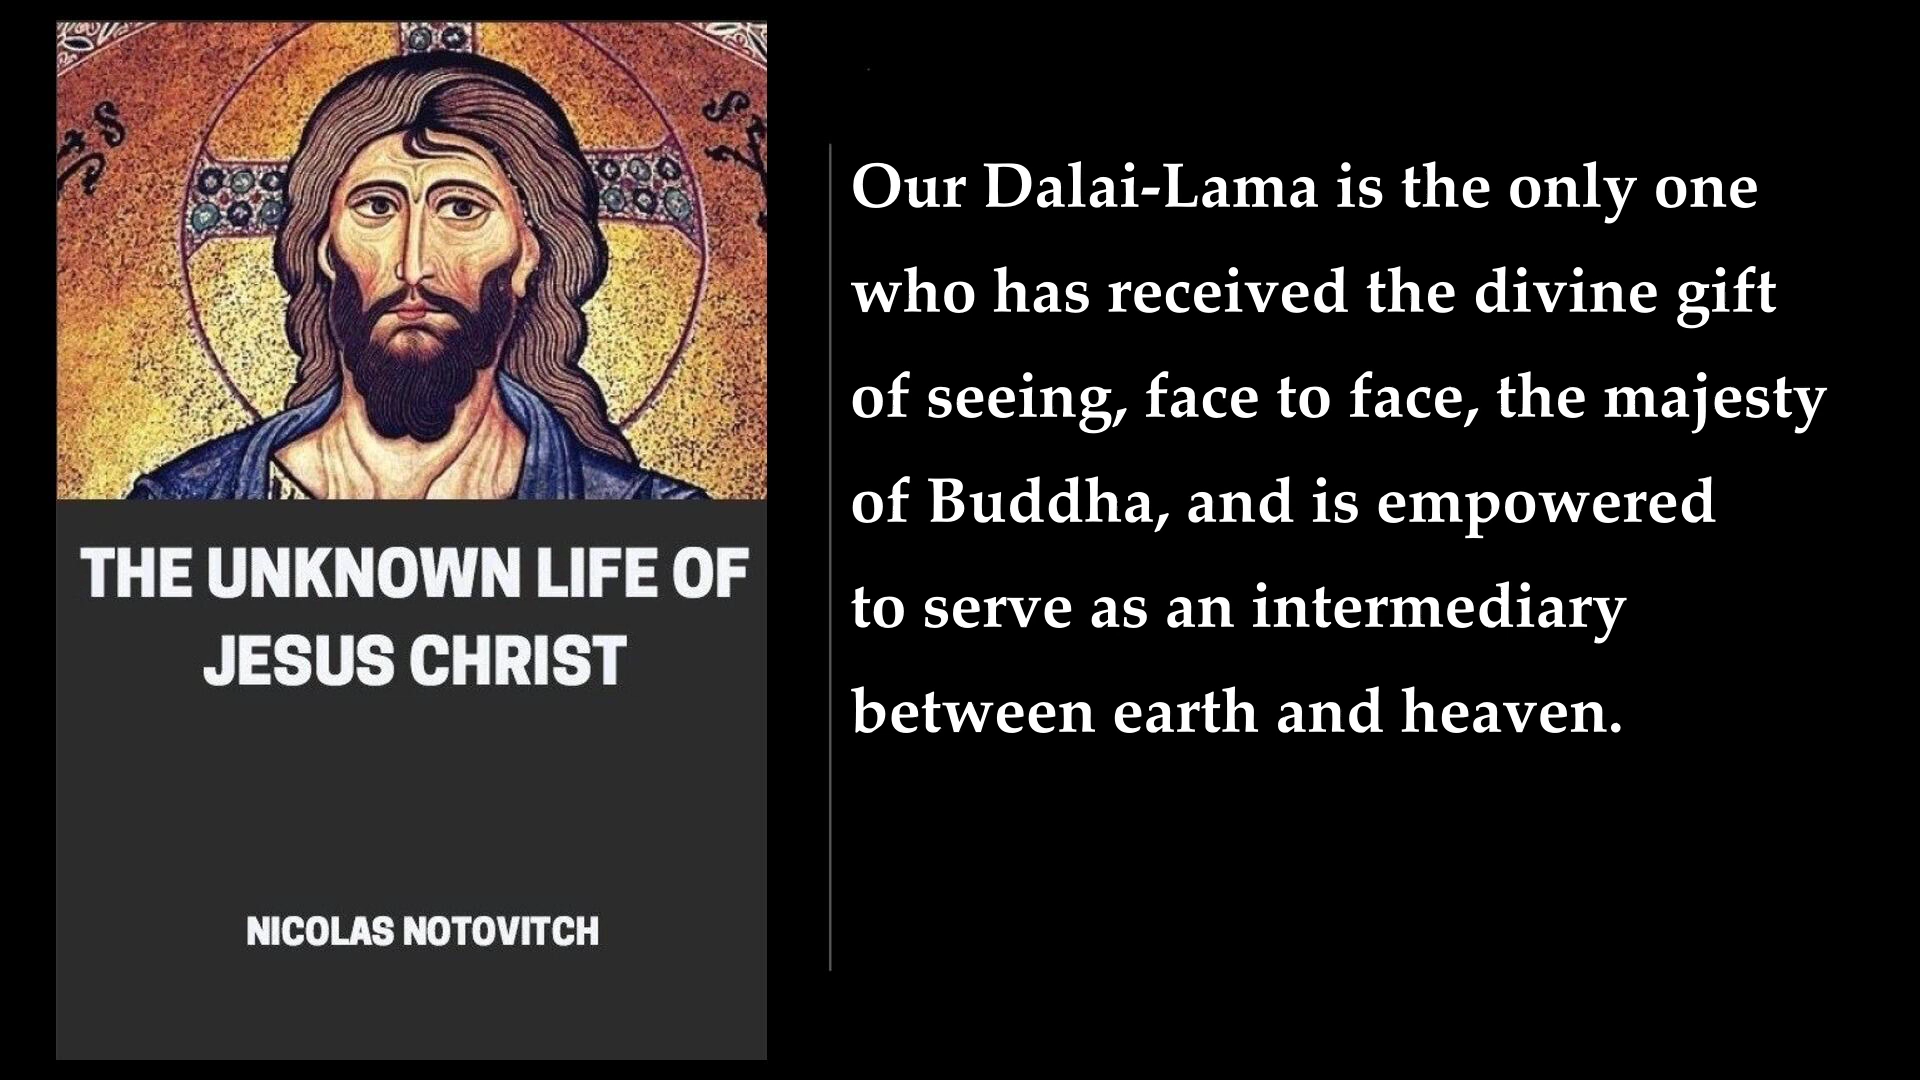 THE UNKNOWN LIFE OF
JESUS CHRIST
NICOLAS NOTOVITCH
Our Dalai-Lama is the only one
who has received the divine gift
of seeing, face to face, the majesty
of Buddha, and is empowered
to serve as an intermediary
between earth and heaven.